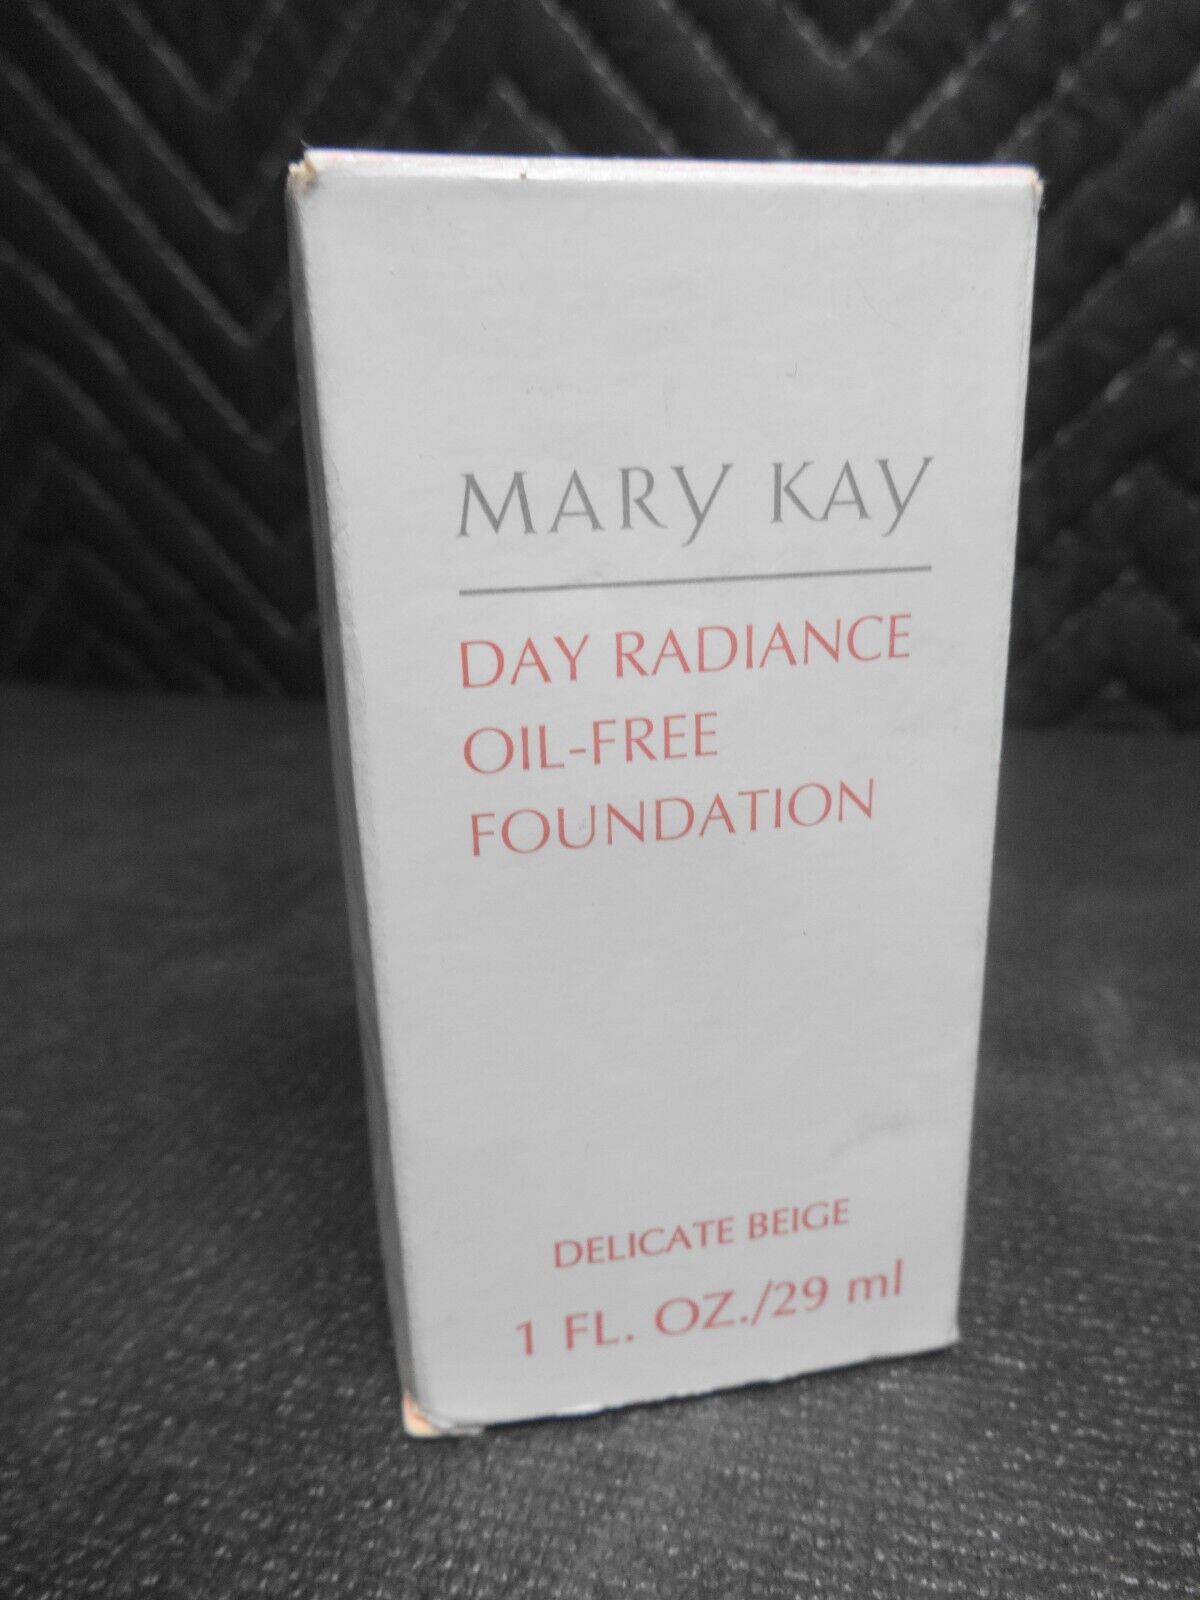 MARY KAY
DAY RADIANCE
OIL-FREE
FOUNDATION
DELICATE BEIGE
1 FL. OZ./29 ml